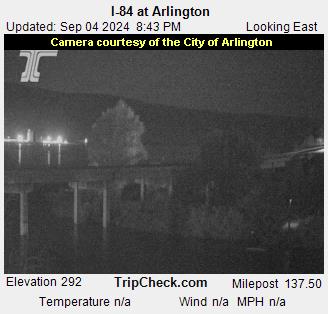 I-84 at Arlington
Updated: Sep 04 2024 8:43 PM Looking East
Camera courtesy of the City of Arlington
Elevation 292 TripCheck.com Milepost 137.50
Temperature n/a Wind n/a MPH n/a